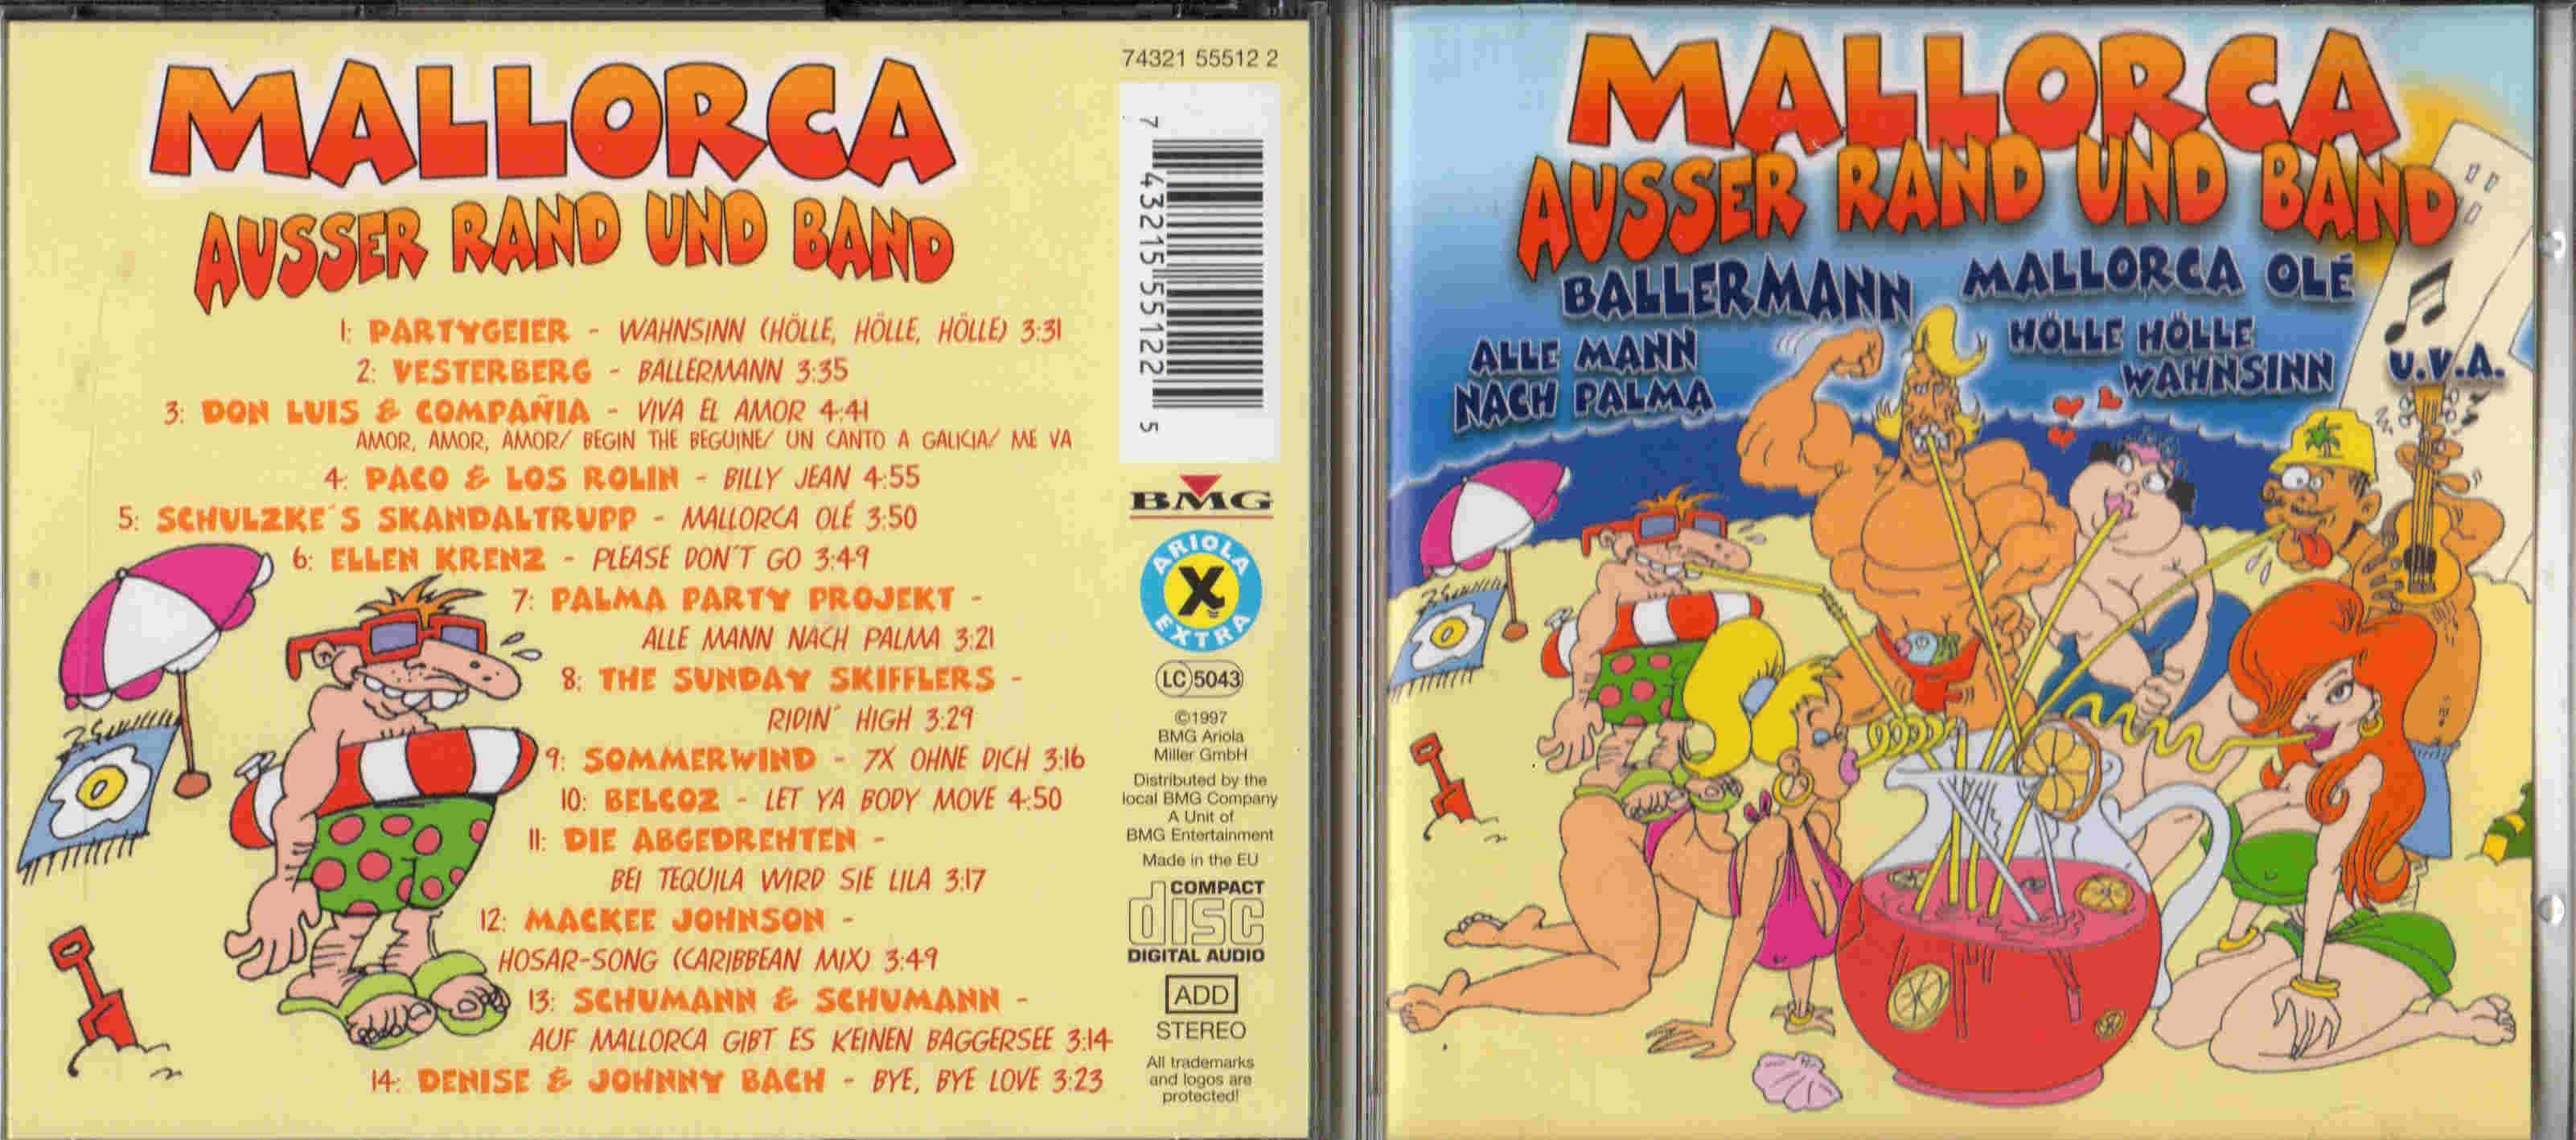 MALLORCA
AUSSER RAND UND BAND
1: PARTYGEIER - WAHNSINN (HÖLLE, HÖLLE, HÖLLE) 3:31
2: VESTERBERG - BALLERMANN 3:35
3: DON LUIS & COMPAÑIA - VIVA EL AMOR 4:41
AMOR, AMOR, AMOR/ BEGIN THE BEGUINE/ UN CANTO A GALICIA/ ME VA
4: PACO & LOS ROLIN - BILLY JEAN 4:55
5: SCHULZKE´S SKANDALTRUPP - MALLORCA OLÉ 3:50
6: ELLEN KRENZ - PLEASE DON´T GO 3:49
7: PALMA PARTY PROJEKT -
ALLE MANN NACH PALMA 3:21
8: THE SUNDAY SKIFFLERS -
RIDIN´ HIGH 3:29
9: SOMMERWIND - 7X OHNE DICH 3:16
10: BELCOZ - LET YA BODY MOVE 4:50
11: DIE ABGEDREHTEN -
BEI TEQUILA WIRD SIE LILA 3:17
12: MACKEE JOHNSON -
HOSAR-SONG (CARIBBEAN MIX) 3:49
13: SCHUMANN & SCHUMANN -
AUF MALLORCA GIBT ES KEINEN BAGGERSEE 3:14
14: DENISE & JOHNNY BACH - BYE, BYE LOVE 3:23
74321 55512 2
7 43215 55122 5
BMG
ARIOLA
X
EXTRA
LC 5043
©1997
BMG Ariola
Miller GmbH
Distributed by the
local BMG Company
A Unit of
BMG Entertainment
Made in the EU
COMPACT
disc
DIGITAL AUDIO
ADD
STEREO
All trademarks
and logos are
protected!
MALLORCA
AUSSER RAND UND BAND
BALLERMANN
MALLORCA OLÉ
ALLE MANN
NACH PALMA
HÖLLE HÖLLE
WAHNSINN
U.V.A.